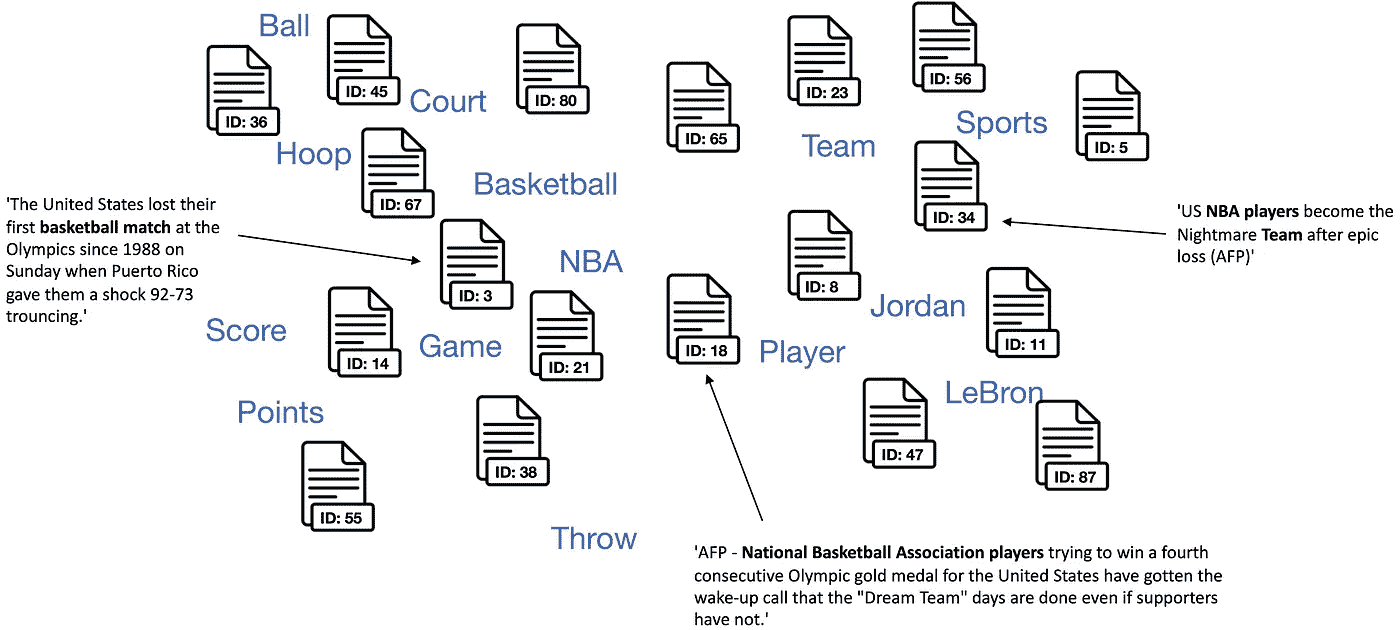 Ball
ID: 45
ID: 36
Court
ID: 80
Hoop
ID: 67
Basketball
'The United States lost their
first basketball match at the
Olympics since 1988 on
Sunday when Puerto Rico
gave them a shock 92-73
trouncing.'
ID: 3
NBA
Score
ID: 14
Game
ID: 21
Points
ID: 38
ID: 55
Throw
ID: 65
ID: 23
ID: 56
Team
Sports
ID: 5
ID: 34
'US NBA players become the
Nightmare Team after epic
loss (AFP)'
ID: 8
Jordan
ID: 11
ID: 18
Player
LeBron
ID: 47
ID: 87
'AFP - National Basketball Association players trying to win a fourth
consecutive Olympic gold medal for the United States have gotten the
wake-up call that the "Dream Team" days are done even if supporters
have not.'